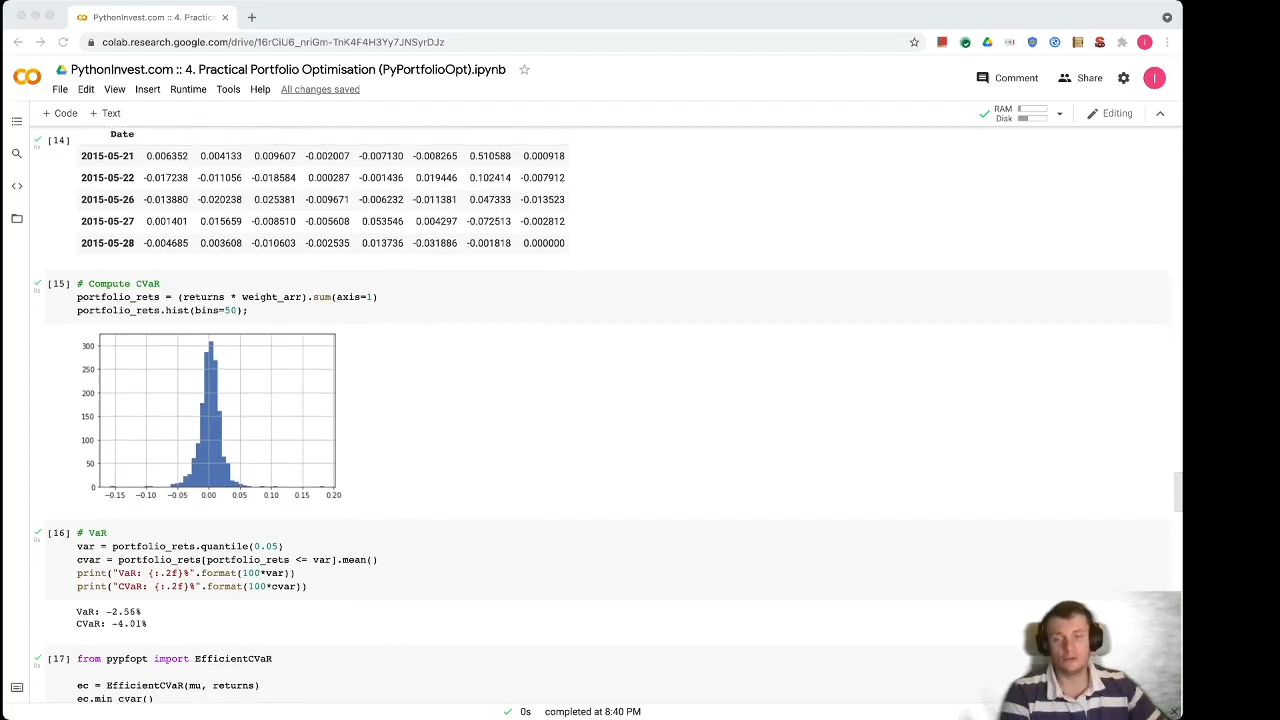 PythonInvest.com :: 4. Practical
colab.research.google.com/drive/16rCiU6_nriGm-TnK4F4H3Yy7JNSyrDJz
PythonInvest.com :: 4. Practical Portfolio Optimisation (PyPortfolioOpt).ipynb
Comment Share I
File Edit View Insert Runtime Tools Help All changes saved
+ Code + Text
RAM
Disk
Editing
[14]
Date
2015-05-21 0.006352 0.004133 0.009607 -0.002007 -0.007130 -0.008265 0.510588 0.000918
2015-05-22 -0.017238 -0.011056 -0.018584 0.000287 -0.001436 0.019446 0.102414 -0.007912
2015-05-26 -0.013880 -0.020238 0.025381 -0.009671 -0.006232 -0.011381 0.047333 -0.013523
2015-05-27 0.001401 0.015659 -0.008510 -0.005608 0.053546 0.004297 -0.072513 -0.002812
2015-05-28 -0.004685 0.003608 -0.010603 -0.002535 0.013736 -0.031886 -0.001818 0.000000
[15] # Compute CVaR
portfolio_rets = (returns * weight_arr).sum(axis=1)
portfolio_rets.hist(bins=50);
300
250
200
150
100
50
0
-0.15 -0.10 -0.05 0.00 0.05 0.10 0.15 0.20
[16] # VaR
var = portfolio_rets.quantile(0.05)
cvar = portfolio_rets[portfolio_rets <= var].mean()
print("VaR: {:.2f}%".format(100*var))
print("CVaR: {:.2f}%".format(100*cvar))
VaR: -2.56%
CVaR: -4.01%
[17] from pypfopt import EfficientCVaR
ec = EfficientCVaR(mu, returns)
ec.min_cvar()
0s completed at 8:40 PM